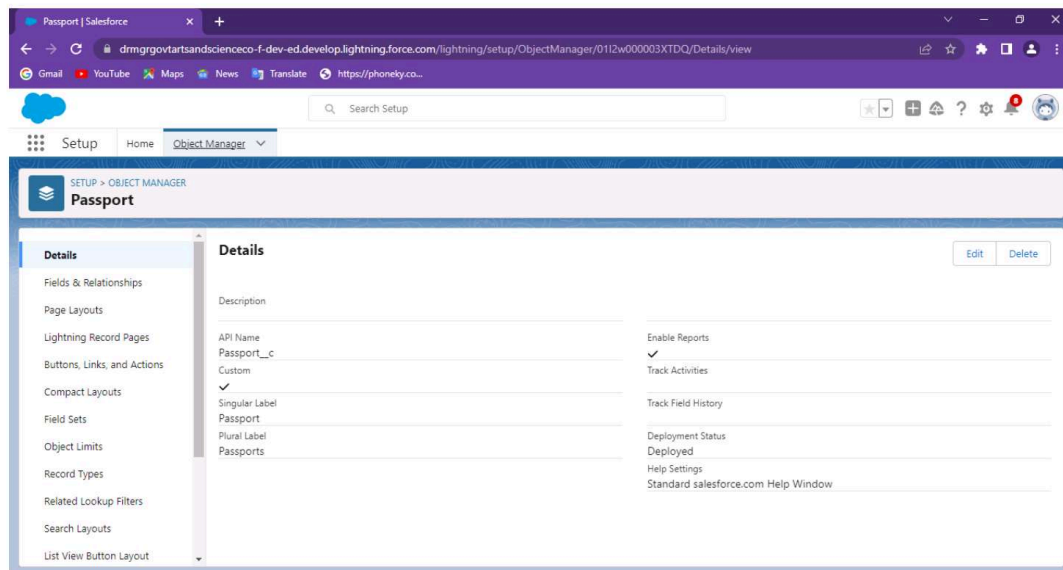 Passport | Salesforce
drmgrgovtartsandscienceco-f-dev-ed.develop.lightning.force.com/lightning/setup/ObjectManager/01I2w000003XTDQ/Details/view
Gmail YouTube Maps News Translate https://phoneky.co...
Search Setup
8
Setup Home Object Manager
SETUP > OBJECT MANAGER
Passport
Details
Fields & Relationships
Page Layouts
Lightning Record Pages
Buttons, Links, and Actions
Compact Layouts
Field Sets
Object Limits
Record Types
Related Lookup Filters
Search Layouts
List View Button Layout
Details
Edit Delete
Description
API Name
Passport__c
Custom
Singular Label
Passport
Plural Label
Passports
Enable Reports
Track Activities
Track Field History
Deployment Status
Deployed
Help Settings
Standard salesforce.com Help Window